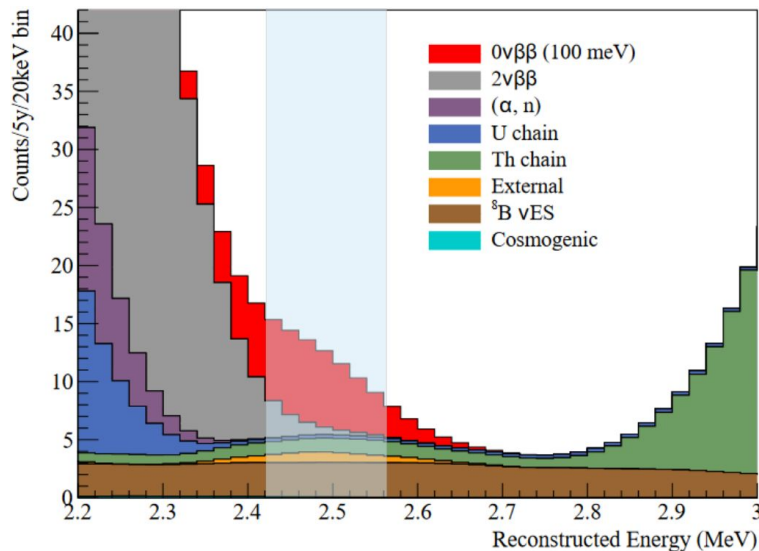 Counts/5y/20keV bin
40
35
30
25
20
15
10
5
0
0νββ (100 meV)
2νββ
(α, n)
U chain
Th chain
External
⁸B νES
Cosmogenic
2.2 2.3 2.4 2.5 2.6 2.7 2.8 2.9 3
Reconstructed Energy (MeV)